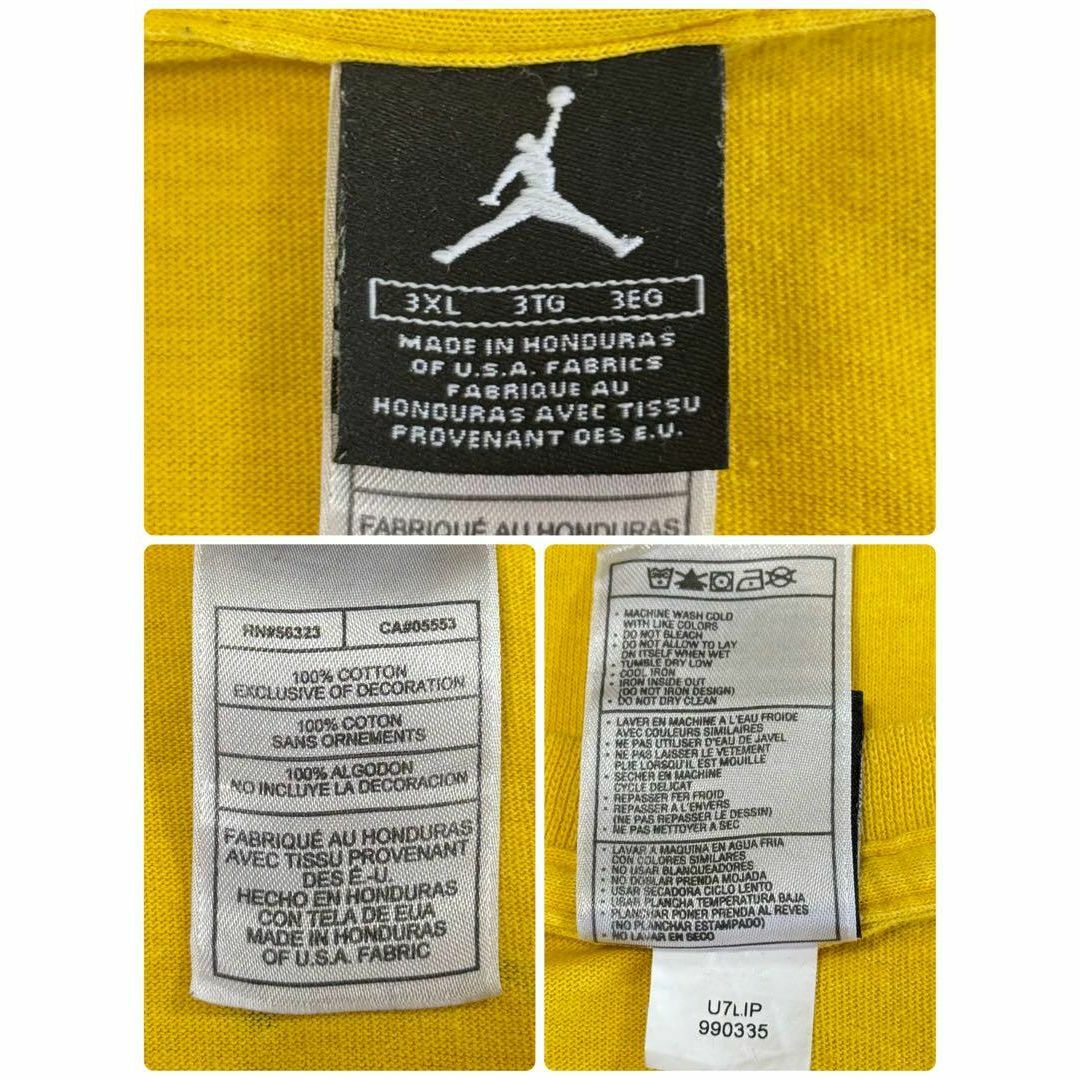 3XL 3TG 3EG
MADE IN HONDURAS
OF U.S.A. FABRICS
FABRIQUE AU
HONDURAS AVEC TISSU
PROVENANT DES E.U.
FABRIQUÉ AU HONDURAS
RN#56323 CA#05553
100% COTTON
EXCLUSIVE OF DECORATION
100% COTON
SANS ORNEMENTS
100% ALGODON
NO INCLUYE LA DECORACION
FABRIQUÉ AU HONDURAS
AVEC TISSU PROVENANT
DES É.-U.
HECHO EN HONDURAS
CON TELA DE EUA
MADE IN HONDURAS
OF U.S.A. FABRIC
• MACHINE WASH COLD
WITH LIKE COLORS
• DO NOT BLEACH
• DO NOT ALLOW TO LAY
ON ITSELF WHEN WET
• TUMBLE DRY LOW
• COOL IRON
• IRON INSIDE OUT
(DO NOT IRON DESIGN)
• DO NOT DRY CLEAN
• LAVER EN MACHINE A L'EAU FROIDE
AVEC COULEURS SIMILAIRES
• NE PAS UTILISER D'EAU DE JAVEL
• NE PAS LAISSER LE VETEMENT
PLIE LORSQU'IL EST MOUILLE
• SECHER EN MACHINE
CYCLE DELICAT
• REPASSER FER FROID
• REPASSER A L'ENVERS
(NE PAS REPASSER LE DESSIN)
• NE PAS NETTOYER A SEC
• LAVAR A MAQUINA EN AGUA FRIA
CON COLORES SIMILARES
• NO USAR BLANQUEADORES
• NO DOBLAR PRENDA MOJADA
• USAR SECADORA CICLO LENTO
• USAR PLANCHA TEMPERATURA BAJA
• PLANCHAR PONER PRENDA AL REVES
(NO PLANCHAR ESTAMPADO)
• NO LAVAR EN SECO
U7L.IP
990335